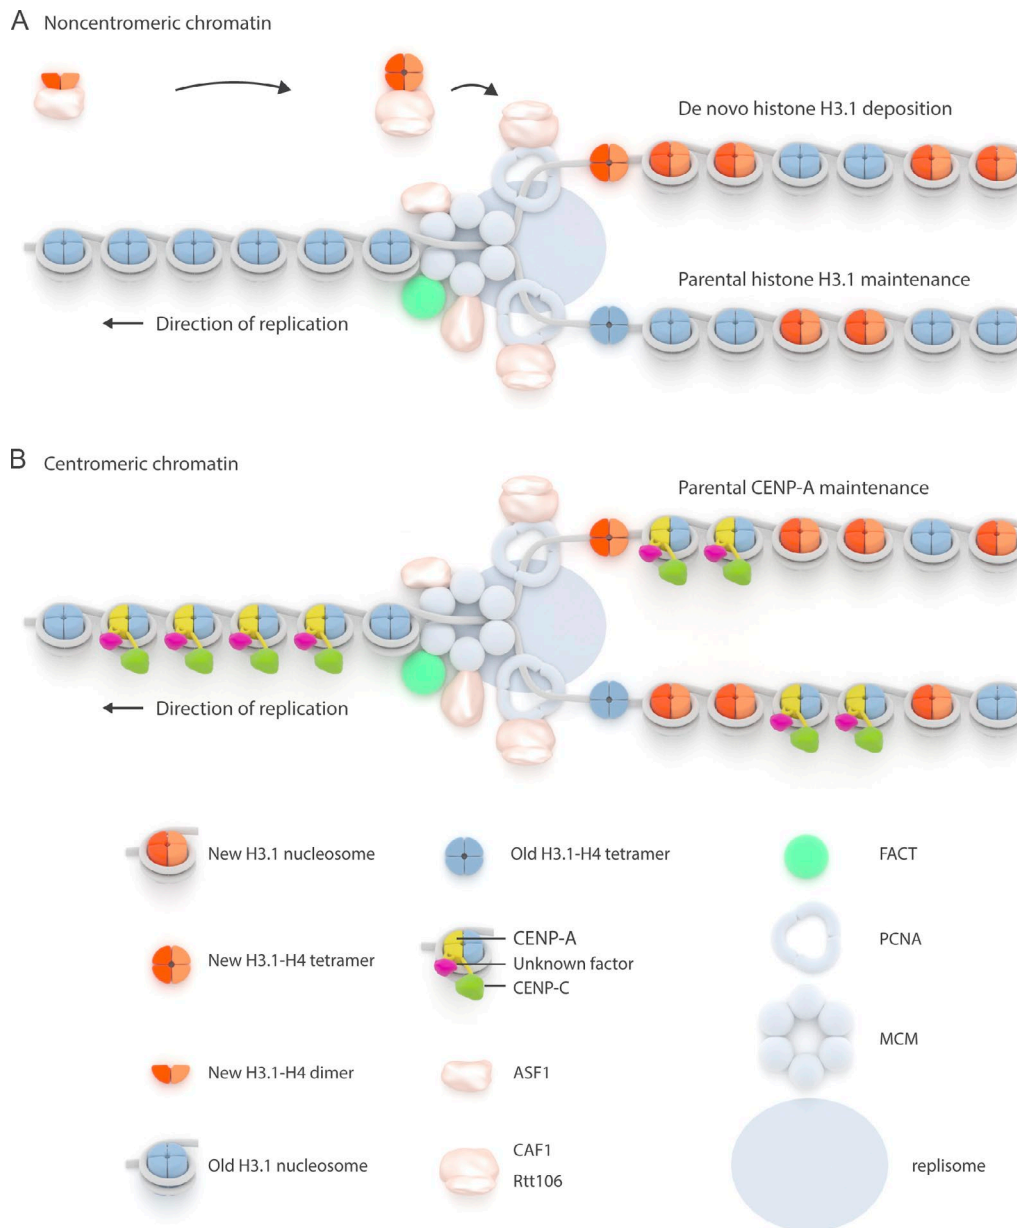 A Noncentromeric chromatin
De novo histone H3.1 deposition
Parental histone H3.1 maintenance
Direction of replication
B Centromeric chromatin
Parental CENP-A maintenance
Direction of replication
New H3.1 nucleosome
Old H3.1-H4 tetramer
FACT
New H3.1-H4 tetramer
CENP-A
Unknown factor
CENP-C
PCNA
MCM
New H3.1-H4 dimer
ASF1
Old H3.1 nucleosome
CAF1
Rtt106
replisome